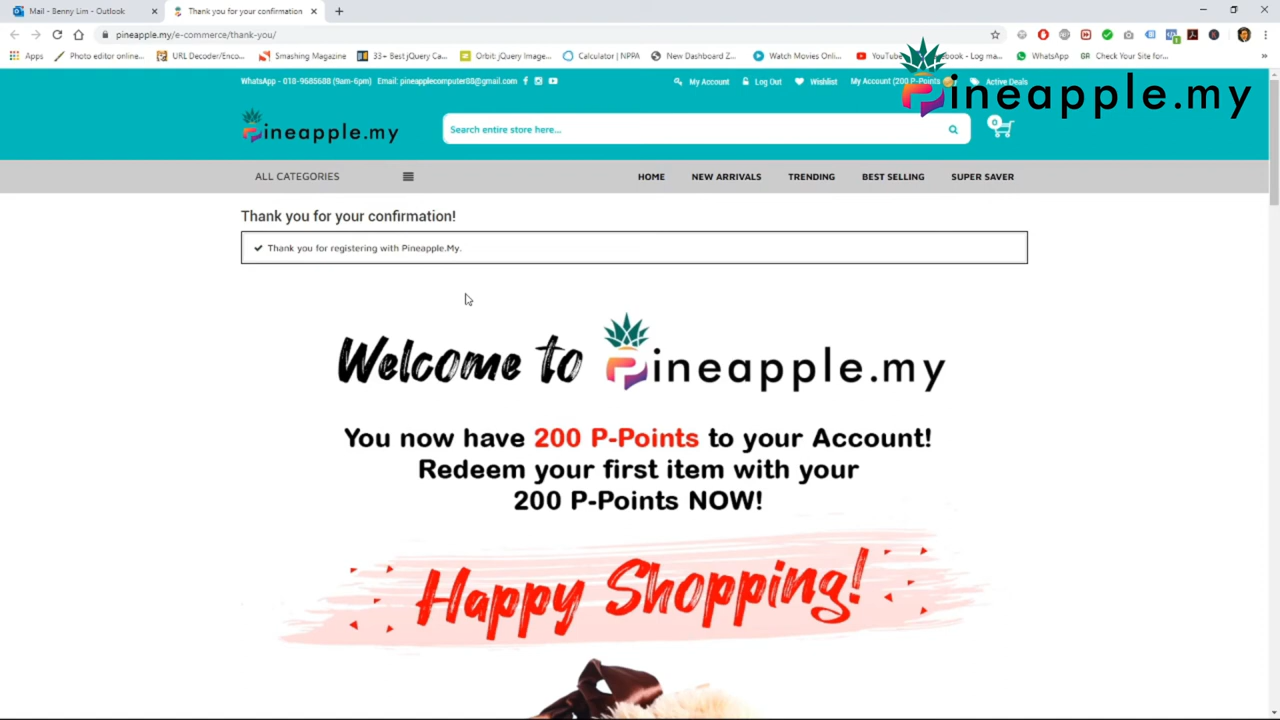 Mail - Benny Lim - Outlook
Thank you for your confirmation
pineapple.my/e-commerce/thank-you/
Apps
Photo editor online...
URL Decoder/Enco...
Smashing Magazine
33+ Best jQuery Ca...
Orbit: jQuery Image...
Calculator | NPPA
New Dashboard Z...
Watch Movies Onli...
YouTu
ebook - Log ma...
WhatsApp
Check Your Site for...
WhatsApp - 018-9685688 (9am-6pm) Email: pineapplecomputer88@gmail.com
My Account
Log Out
Wishlist
My Account (200 P-Points
Active Deals
Pineapple.my
Pineapple.my
Search entire store here...
0
ALL CATEGORIES
HOME
NEW ARRIVALS
TRENDING
BEST SELLING
SUPER SAVER
Thank you for your confirmation!
Thank you for registering with Pineapple.My.
Welcome to Pineapple.my
You now have 200 P-Points to your Account!
Redeem your first item with your
200 P-Points NOW!
Happy Shopping!